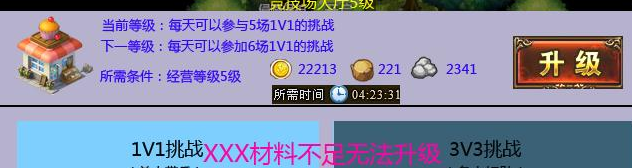 竞技场大厅5级
当前等级：每天可以参与5场1V1的挑战
下一等级：每天可以参加6场1V1的挑战
所需条件：经营等级5级
22213 221 2341
所需时间 04:23:31
升级
1V1挑战
3V3挑战
XXX材料不足无法升级